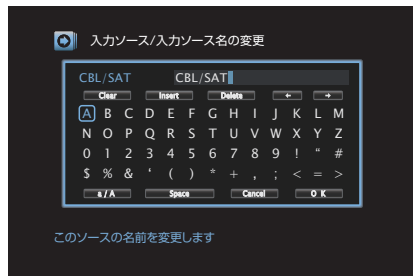 入力ソース/入力ソース名の変更
CBL/SAT CBL/SAT
Clear Insert Delete ← →
A B C D E F G H I J K L M
N O P Q R S T U V W X Y Z
0 1 2 3 4 5 6 7 8 9 ! “ #
$ % & ‘ ( ) * + , ; < = >
a / A Space Cancel O K
このソースの名前を変更します